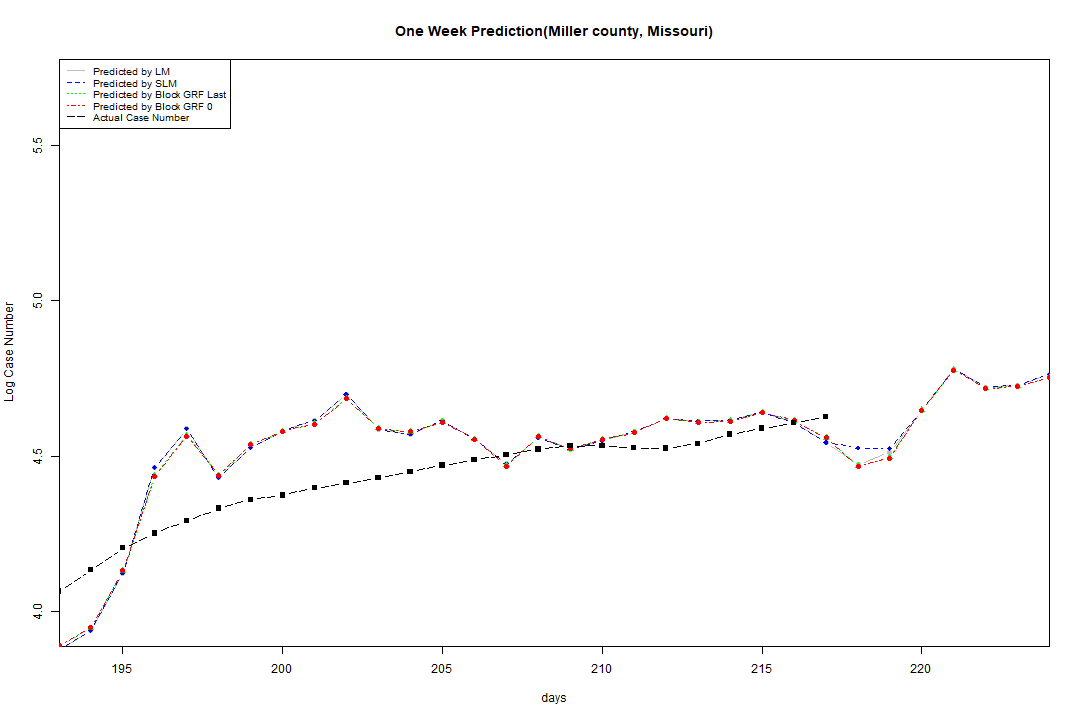 One Week Prediction(Miller county, Missouri)
Predicted by LM
Predicted by SLM
Predicted by Block GRF Last
Predicted by Block GRF 0
Actual Case Number
5.5
5.0
4.5
4.0
Log Case Number
195 200 205 210 215 220
days